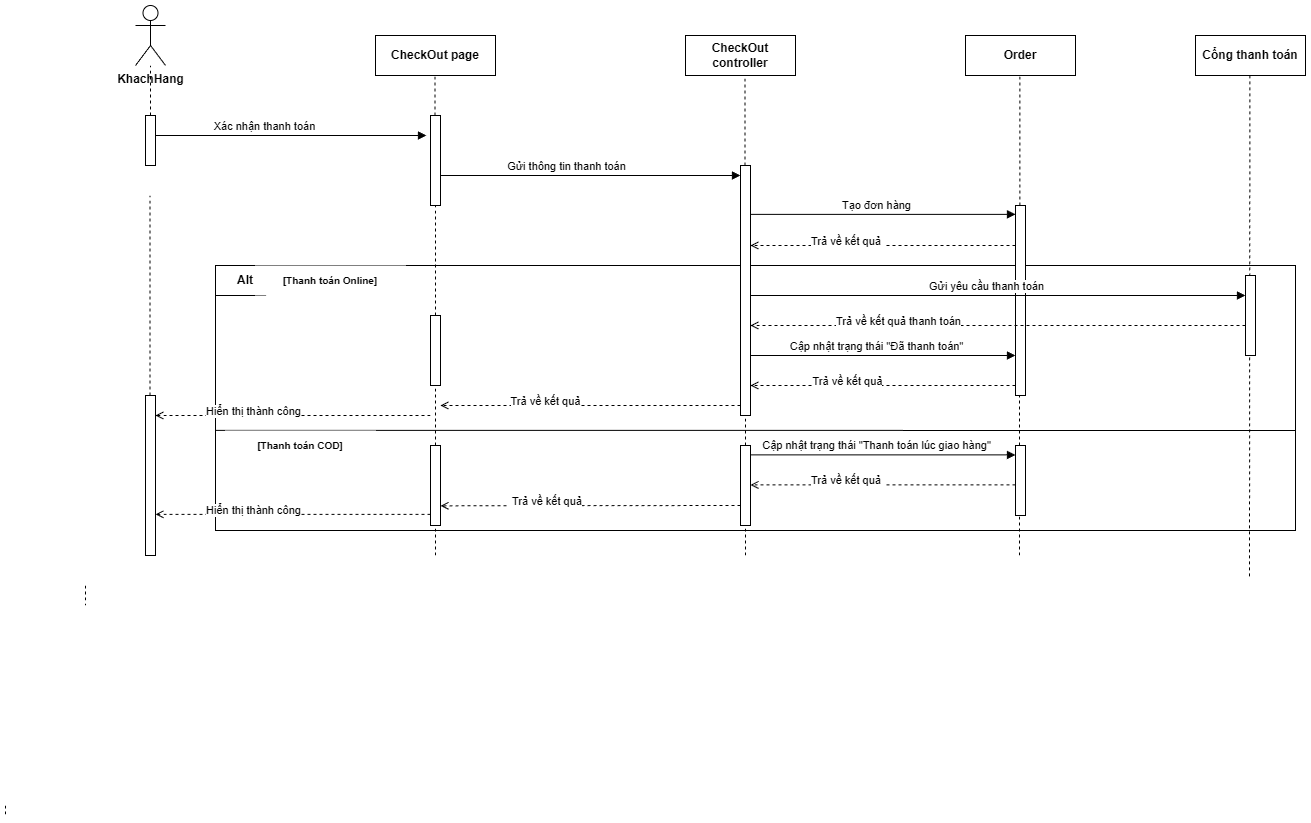 KhachHang
CheckOut page
CheckOut
controller
Order
Cổng thanh toán
Xác nhận thanh toán
Gửi thông tin thanh toán
Tạo đơn hàng
Trả về kết quả
Alt
[Thanh toán Online]
Gửi yêu cầu thanh toán
Trả về kết quả thanh toán
Cập nhật trạng thái "Đã thanh toán"
Trả về kết quả
Trả về kết quả
Hiển thị thành công
[Thanh toán COD]
Cập nhật trạng thái "Thanh toán lúc giao hàng"
Trả về kết quả
Trả về kết quả
Hiển thị thành công